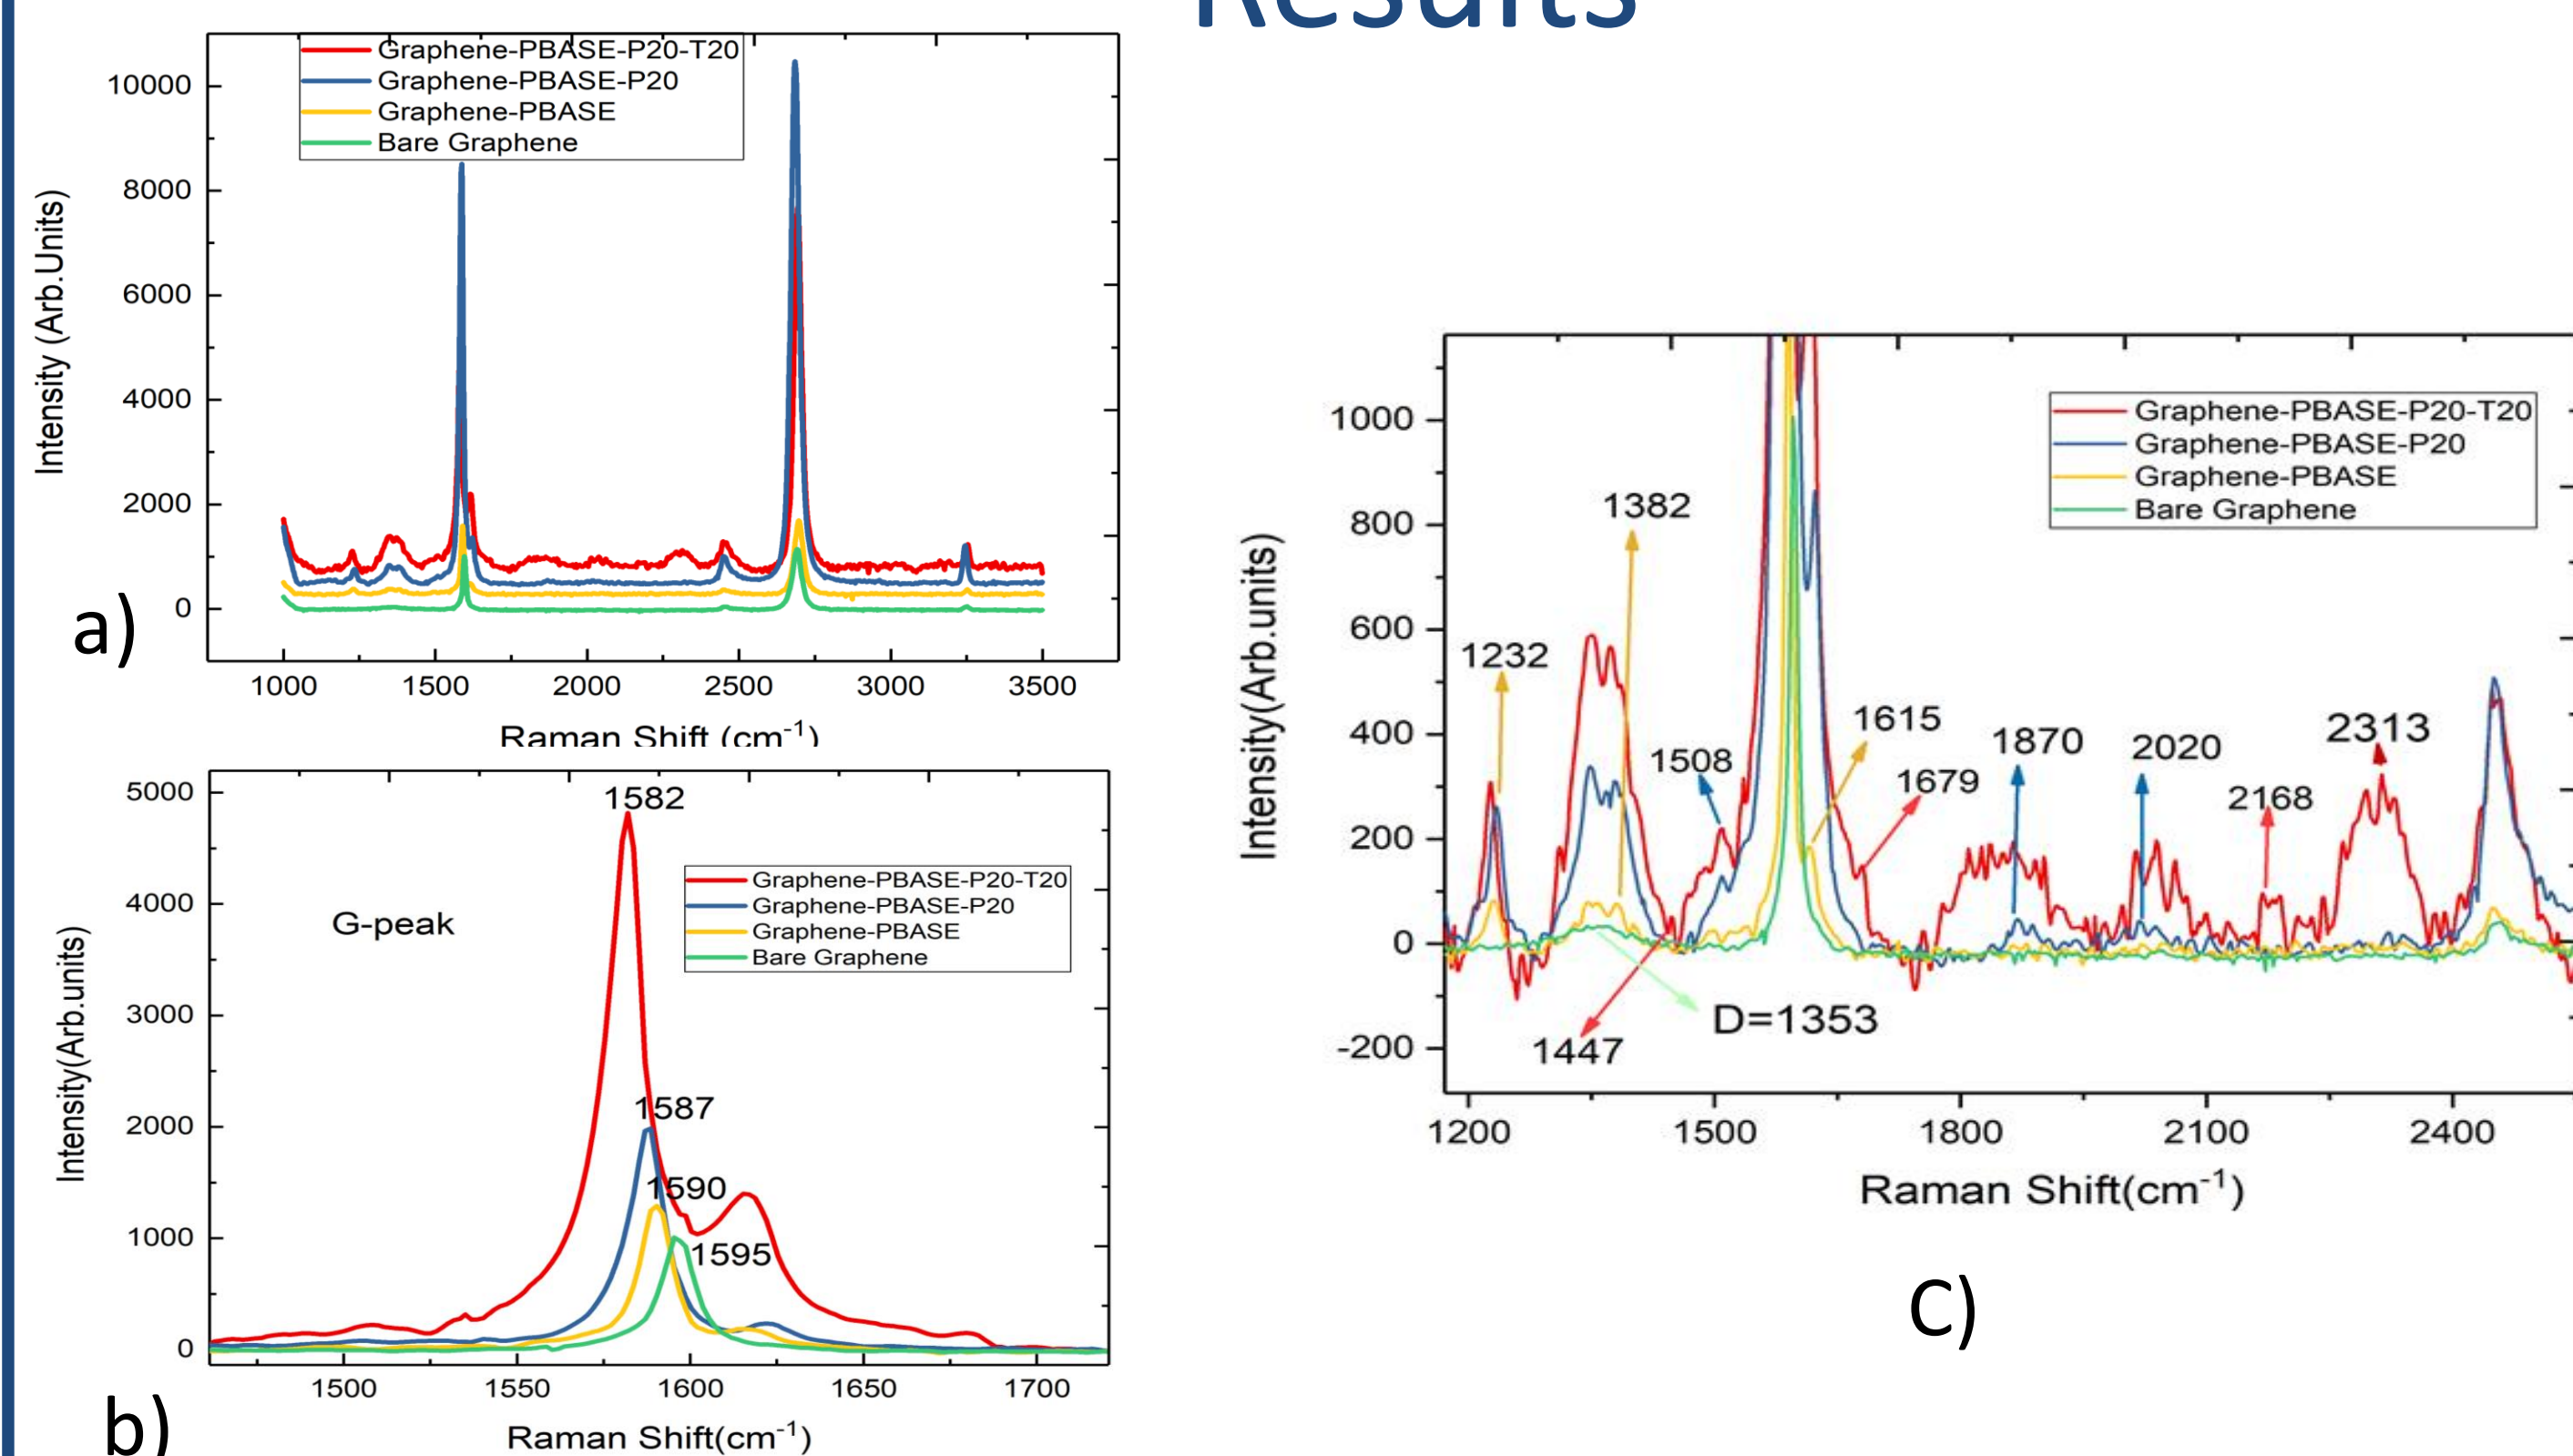 Results
Graphene-PBASE-P20-T20
Graphene-PBASE-P20
Graphene-PBASE
Bare Graphene
10000
8000
6000
4000
2000
0
Intensity (Arb.Units)
1000 1500 2000 2500 3000 3500
Raman Shift (cm-1)
a)
1582
1587
1590
1595
G-peak
Graphene-PBASE-P20-T20
Graphene-PBASE-P20
Graphene-PBASE
Bare Graphene
5000
4000
3000
2000
1000
0
Intensity(Arb.units)
1500 1550 1600 1650 1700
Raman Shift(cm-1)
b)
Graphene-PBASE-P20-T20
Graphene-PBASE-P20
Graphene-PBASE
Bare Graphene
1000
800
600
400
200
0
-200
Intensity(Arb.units)
1232
1382
1508
1615
1679
1870
2020
2168
2313
D=1353
1447
1200 1500 1800 2100 2400
Raman Shift(cm-1)
C)